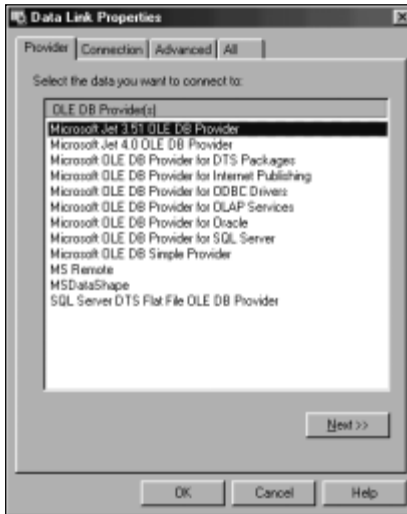 Data Link Properties
Provider Connection Advanced All
Select the data you want to connect to:
OLE DB Provider(s)
Microsoft Jet 3.51 OLE DB Provider
Microsoft Jet 4.0 OLE DB Provider
Microsoft OLE DB Provider for DTS Packages
Microsoft OLE DB Provider for Internet Publishing
Microsoft OLE DB Provider for ODBC Drivers
Microsoft OLE DB Provider for OLAP Services
Microsoft OLE DB Provider for Oracle
Microsoft OLE DB Provider for SQL Server
Microsoft OLE DB Simple Provider
MS Remote
MSDataShape
SQL Server DTS Flat File OLE DB Provider
Next >>
OK Cancel Help